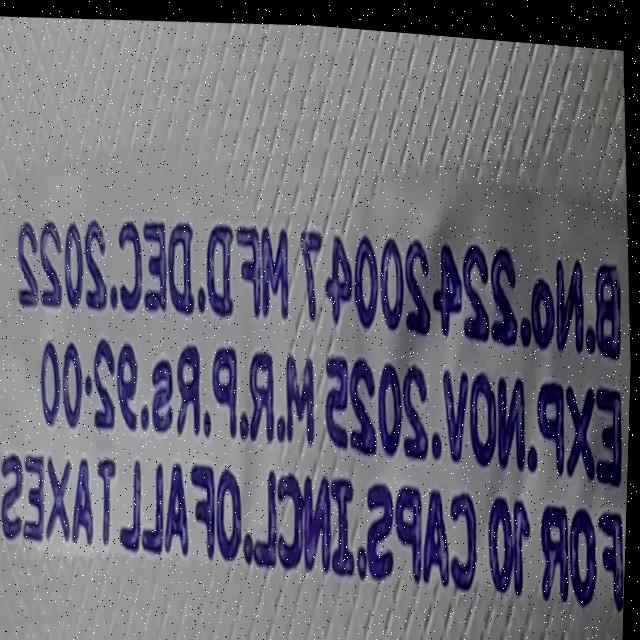 B.No.22420047 MFD.DEC.2022
EXP.NOV.2025 M.R.P.Rs.92.00
FOR 10 CAPS.INCL.OF ALL TAXES